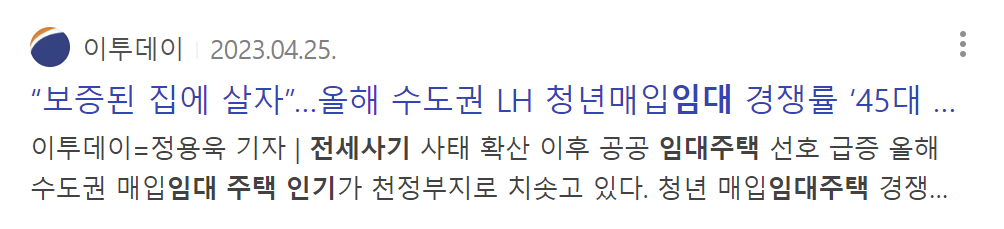 이투데이 2023.04.25.
“보증된 집에 살자”...올해 수도권 LH 청년매입임대 경쟁률 ‘45대 ...
이투데이=정용욱 기자 | 전세사기 사태 확산 이후 공공 임대주택 선호 급증 올해
수도권 매입임대 주택 인기가 천정부지로 치솟고 있다. 청년 매입임대주택 경쟁...